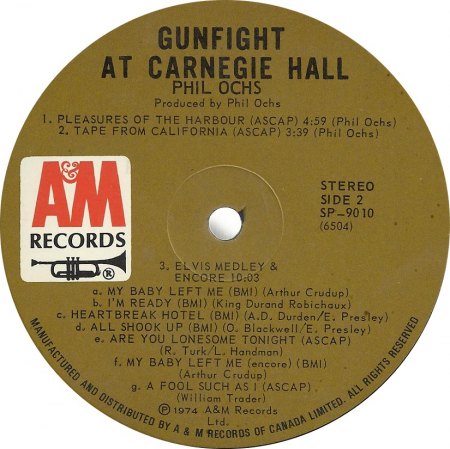 GUNFIGHT
AT CARNEGIE HALL
PHIL OCHS
Produced by Phil Ochs
1. PLEASURES OF THE HARBOUR (ASCAP) 4:59 (Phil Ochs)
2. TAPE FROM CALIFORNIA (ASCAP) 3:39 (Phil Ochs)
A&M
RECORDS
®
STEREO
SIDE 2
SP-9010
(6504)
3. ELVIS MEDLEY &
ENCORE 10:03
a. MY BABY LEFT ME (BMI) (Arthur Crudup)
b. I'M READY (BMI) (King Durand Robichaux)
c. HEARTBREAK HOTEL (BMI) (A.D. Durden/E. Presley)
d. ALL SHOOK UP (BMI) (O. Blackwell/E. Presley)
e. ARE YOU LONESOME TONIGHT (ASCAP)
(R. Turk/L. Handman)
f. MY BABY LEFT ME (encore) (BMI)
(Arthur Crudup)
g. A FOOL SUCH AS I (ASCAP)
(William Trader)
℗ 1974 A&M Records
Ltd.
MANUFACTURED AND DISTRIBUTED BY A & M RECORDS OF CANADA LIMITED. ALL RIGHTS RESERVED.